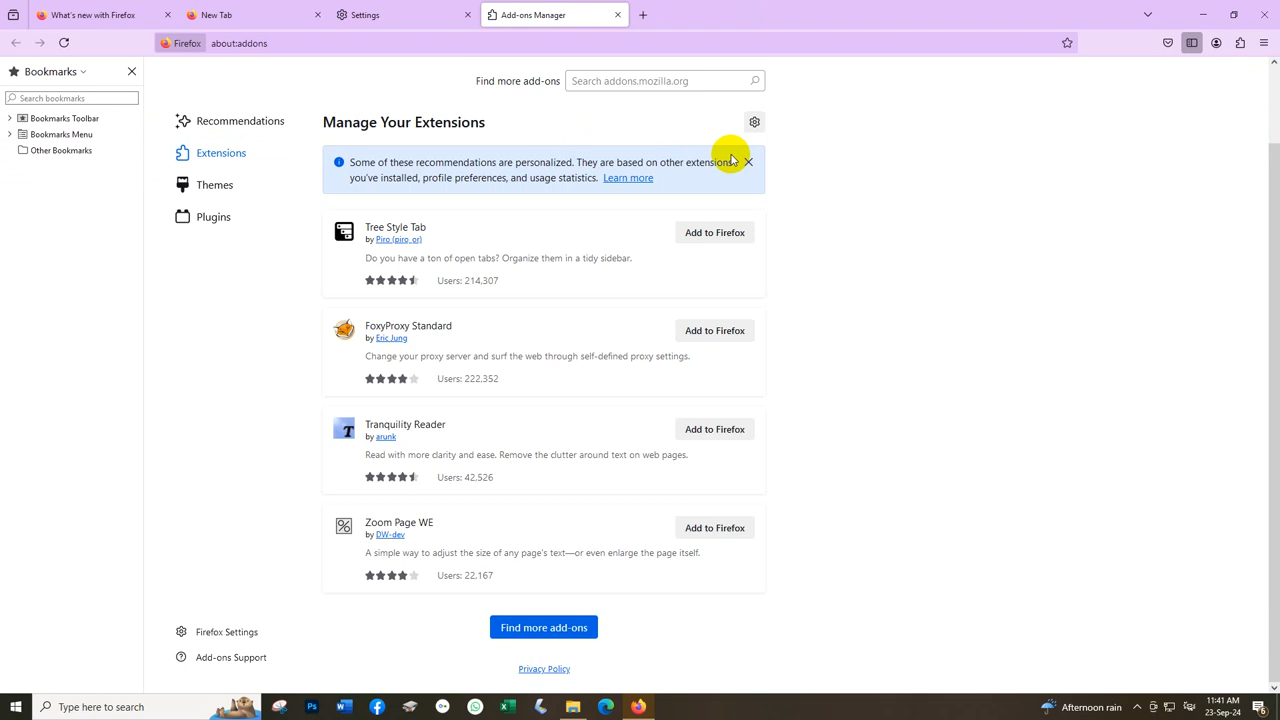 What's new with Firefox
New Tab
Settings
Add-ons Manager
Firefox
about:addons
Bookmarks
Search bookmarks
Bookmarks Toolbar
Bookmarks Menu
Other Bookmarks
Find more add-ons
Search addons.mozilla.org
Recommendations
Extensions
Themes
Plugins
Manage Your Extensions
Some of these recommendations are personalized. They are based on other extensions
you've installed, profile preferences, and usage statistics. Learn more
Tree Style Tab
by Piro (piro_or)
Add to Firefox
Do you have a ton of open tabs? Organize them in a tidy sidebar.
Users: 214,307
FoxyProxy Standard
by Eric Jung
Add to Firefox
Change your proxy server and surf the web through self-defined proxy settings.
Users: 222,352
Tranquility Reader
by arunk
Add to Firefox
Read with more clarity and ease. Remove the clutter around text on web pages.
Users: 42,526
Zoom Page WE
by DW-dev
Add to Firefox
A simple way to adjust the size of any page's text—or even enlarge the page itself.
Users: 22,167
Find more add-ons
Privacy Policy
Firefox Settings
Add-ons Support
Type here to search
Afternoon rain
11:41 AM
23-Sep-24